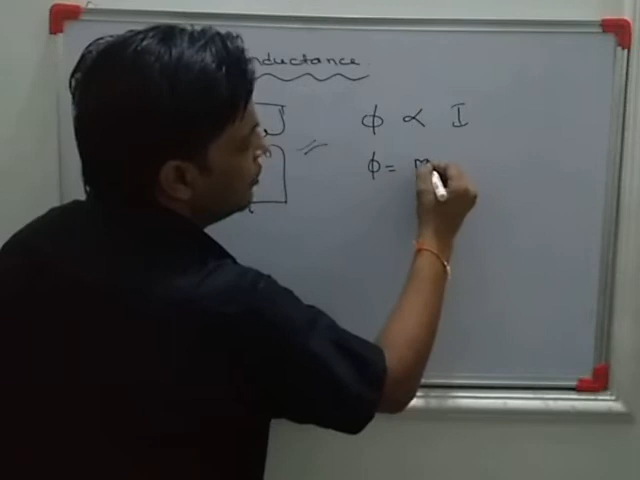 nductance
ϕ ∝ I
ϕ = m